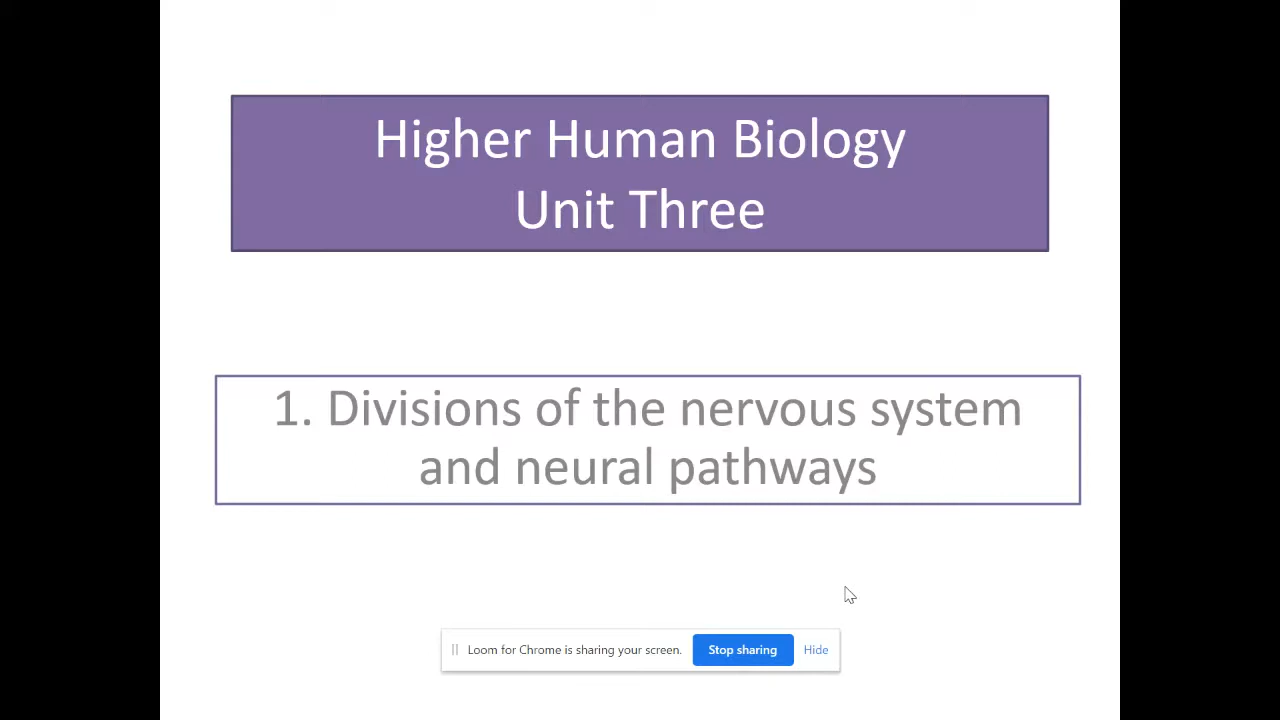 Higher Human Biology
Unit Three
1. Divisions of the nervous system
and neural pathways
Loom for Chrome is sharing your screen. Stop sharing Hide